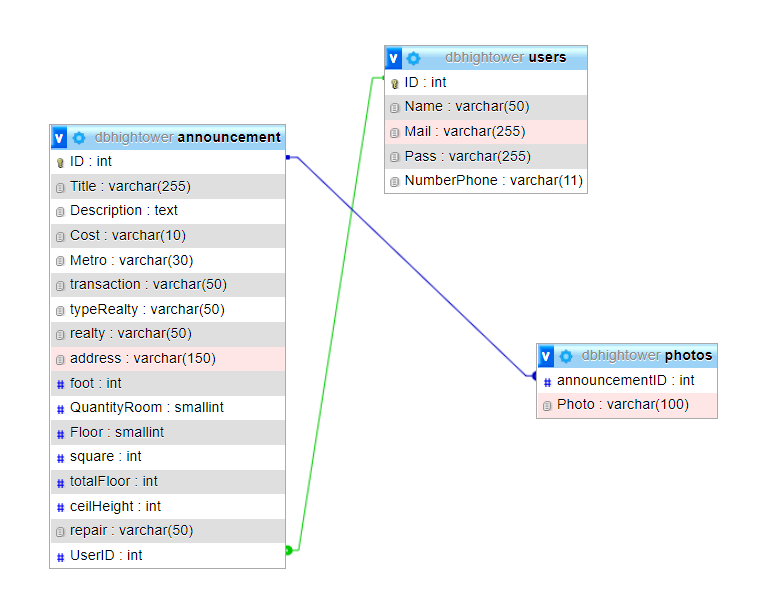 v dbhightower users
ID : int
Name : varchar(50)
Mail : varchar(255)
Pass : varchar(255)
NumberPhone : varchar(11)
v dbhightower announcement
ID : int
Title : varchar(255)
Description : text
Cost : varchar(10)
Metro : varchar(30)
transaction : varchar(50)
typeRealty : varchar(50)
realty : varchar(50)
address : varchar(150)
# foot : int
# QuantityRoom : smallint
# Floor : smallint
# square : int
# totalFloor : int
# ceilHeight : int
repair : varchar(50)
# UserID : int
v dbhightower photos
# announcementID : int
Photo : varchar(100)